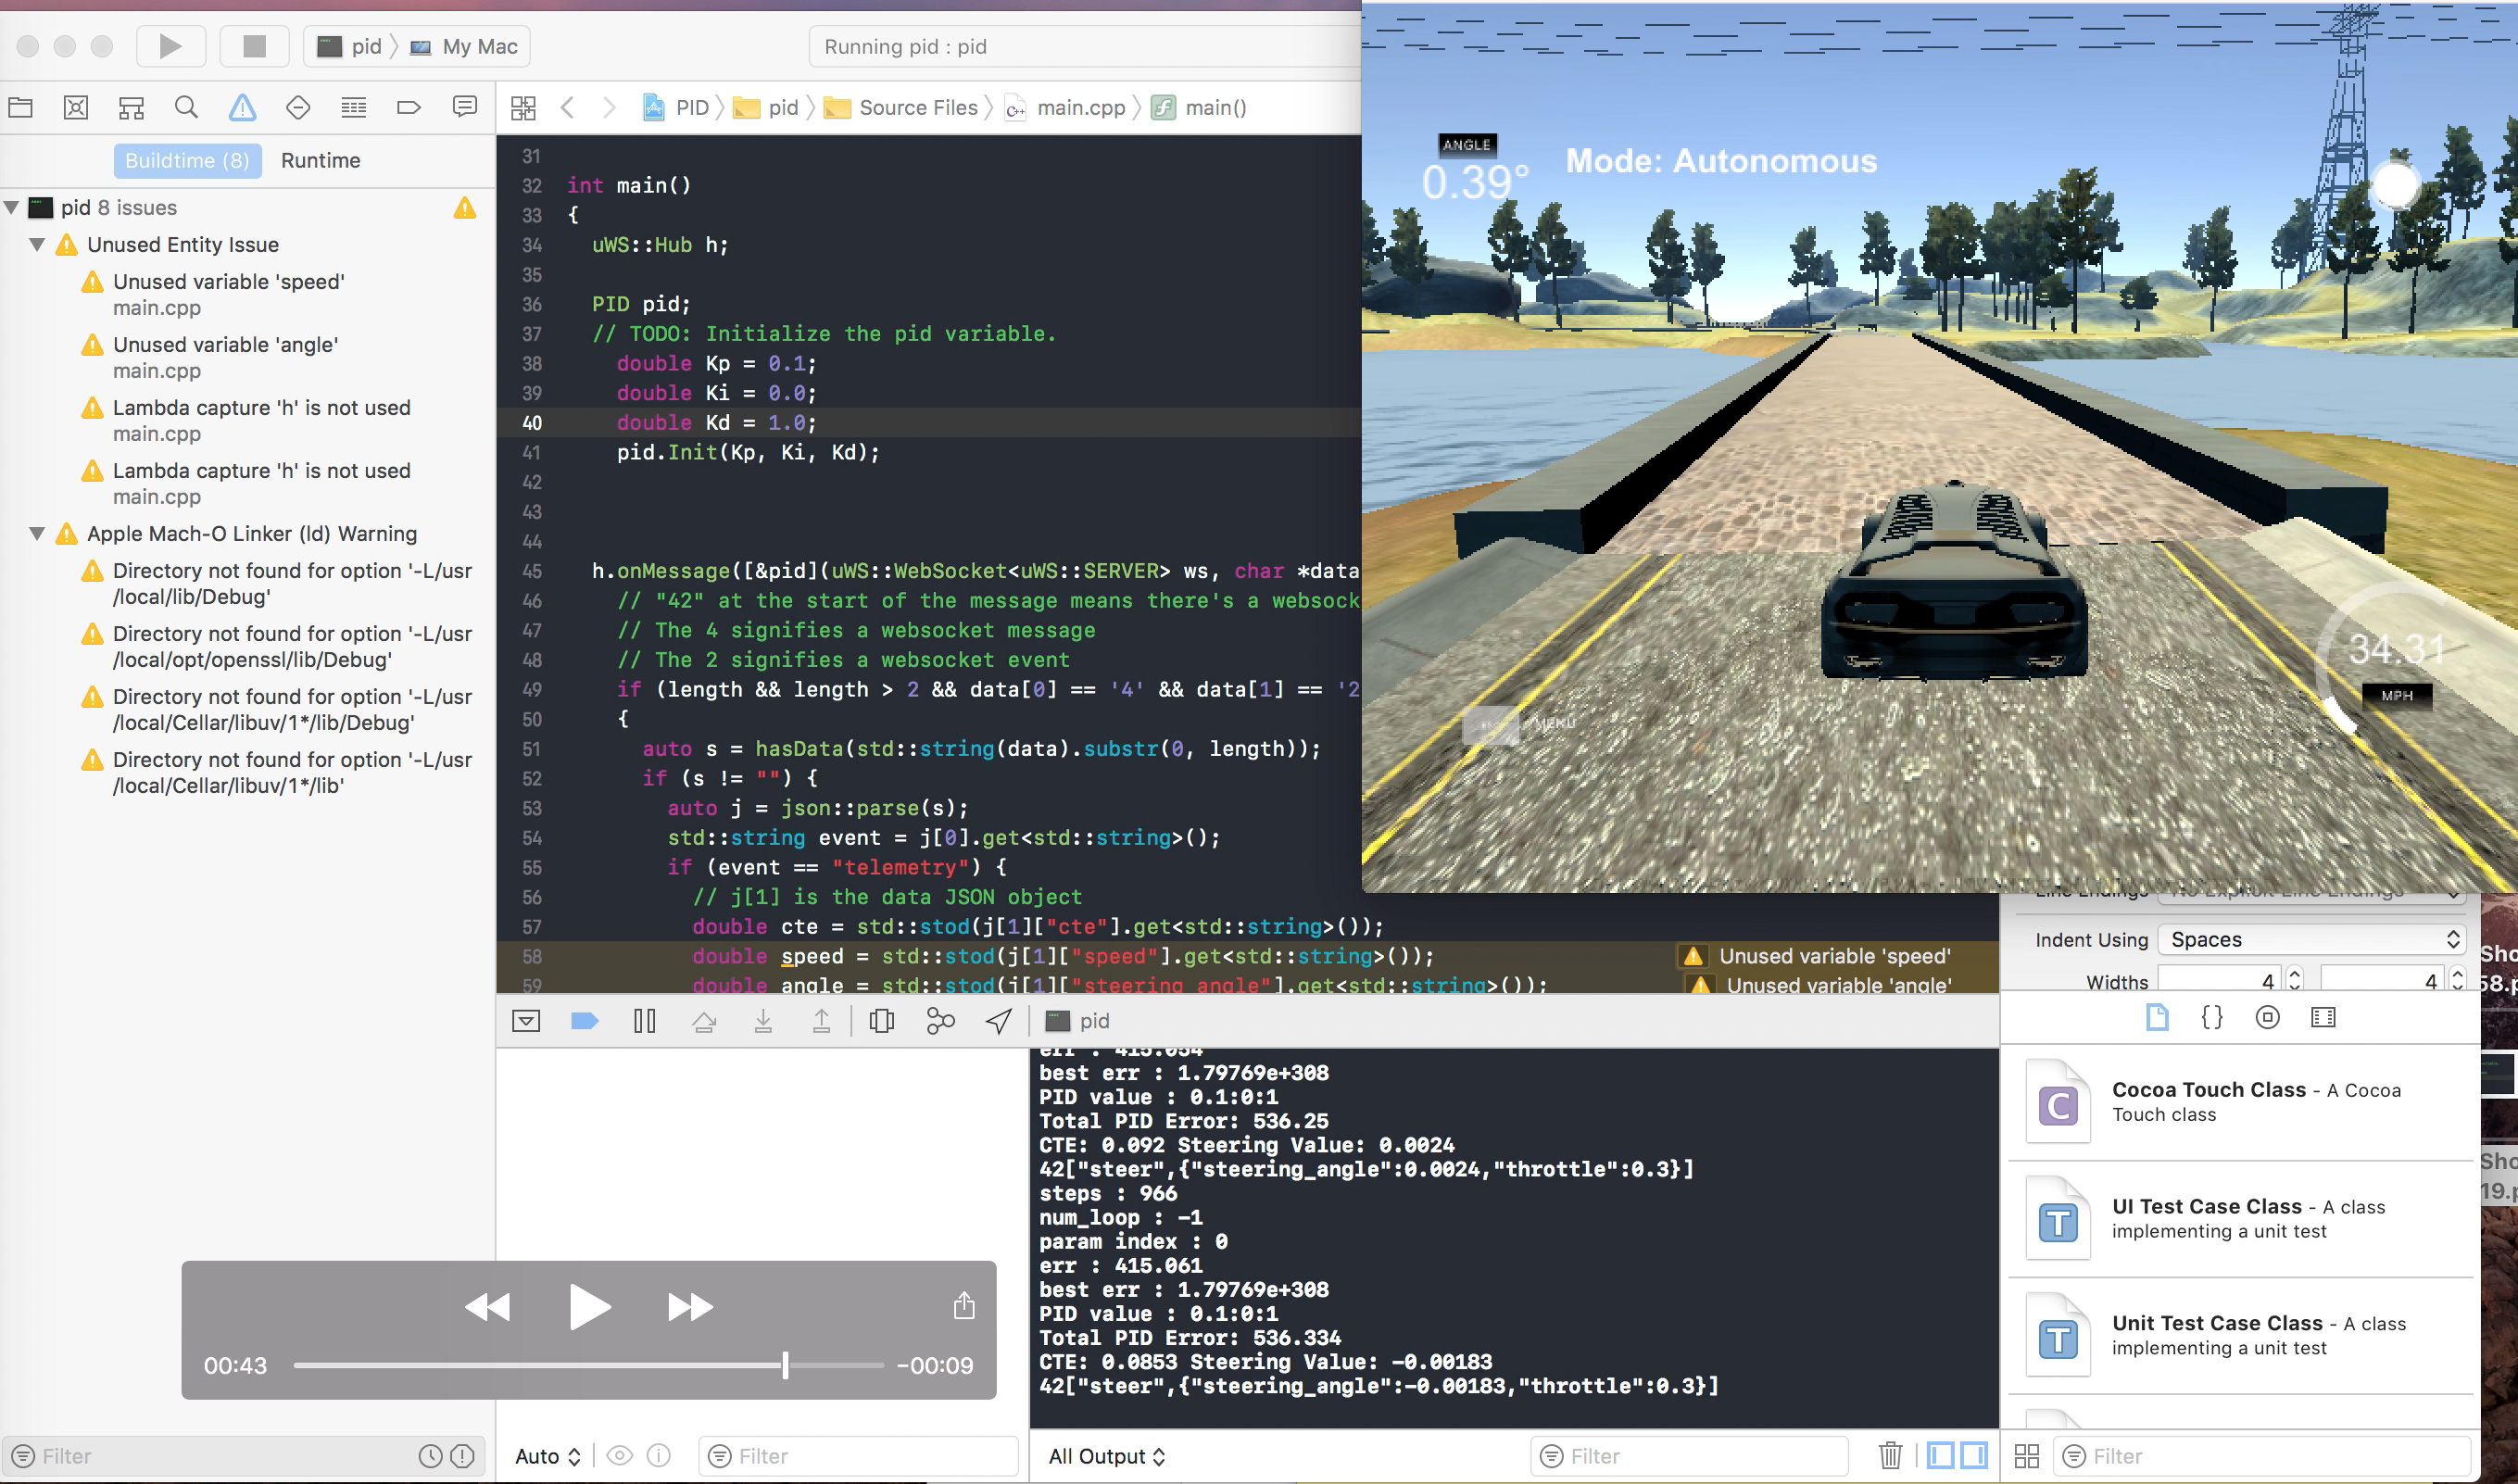 pid
My Mac
Running pid : pid
PID
pid
Source Files
main.cpp
main()
Buildtime (8)
Runtime
pid 8 issues
Unused Entity Issue
Unused variable 'speed'
main.cpp
Unused variable 'angle'
main.cpp
Lambda capture 'h' is not used
main.cpp
Lambda capture 'h' is not used
main.cpp
Apple Mach-O Linker (ld) Warning
Directory not found for option '-L/usr
/local/lib/Debug'
Directory not found for option '-L/usr
/local/opt/openssl/lib/Debug'
Directory not found for option '-L/usr
/local/Cellar/libuv/1*/lib/Debug'
Directory not found for option '-L/usr
/local/Cellar/libuv/1*/lib'
Filter
31
32 int main()
33 {
34 uWS::Hub h;
35
36 PID pid;
37 // TODO: Initialize the pid variable.
38 double Kp = 0.1;
39 double Ki = 0.0;
40 double Kd = 1.0;
41 pid.Init(Kp, Ki, Kd);
42
43
44
45 h.onMessage([&pid](uWS::WebSocket<uWS::SERVER> ws, char *data
46 // "42" at the start of the message means there's a websock
47 // The 4 signifies a websocket message
48 // The 2 signifies a websocket event
49 if (length && length > 2 && data[0] == '4' && data[1] == '2
50 {
51 auto s = hasData(std::string(data).substr(0, length));
52 if (s != "") {
53 auto j = json::parse(s);
54 std::string event = j[0].get<std::string>();
55 if (event == "telemetry") {
56 // j[1] is the data JSON object
57 double cte = std::stod(j[1]["cte"].get<std::string>());
58 double speed = std::stod(j[1]["speed"].get<std::string>());
Unused variable 'speed'
59 double angle = std::stod(j[1]["steering_angle"].get<std::string>());
Unused variable 'angle'
ANGLE
0.39°
Mode: Autonomous
34.31
MPH
MENU
Indent Using
Spaces
Widths
4
4
pid
err : 415.054
best err : 1.79769e+308
PID value : 0.1:0:1
Total PID Error: 536.25
CTE: 0.092 Steering Value: 0.0024
42["steer",{"steering_angle":0.0024,"throttle":0.3}]
steps : 966
num_loop : -1
param index : 0
err : 415.061
best err : 1.79769e+308
PID value : 0.1:0:1
Total PID Error: 536.334
CTE: 0.0853 Steering Value: -0.00183
42["steer",{"steering_angle":-0.00183,"throttle":0.3}]
00:43
-00:09
Auto
Filter
All Output
Filter
Cocoa Touch Class - A Cocoa
Touch class
UI Test Case Class - A class
implementing a unit test
Unit Test Case Class - A class
implementing a unit test
Filter
Sho
58.p
Sho
19.p